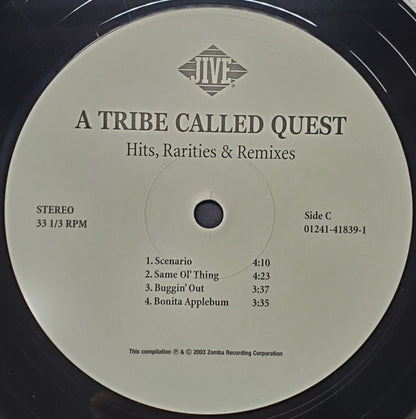 JIVE®
A TRIBE CALLED QUEST
Hits, Rarities & Remixes
STEREO
33 1/3 RPM
Side C
01241-41839-1
1. Scenario 4:10
2. Same Ol' Thing 4:23
3. Buggin' Out 3:37
4. Bonita Applebum 3:35
This compilation ℗ & © 2003 Zomba Recording Corporation